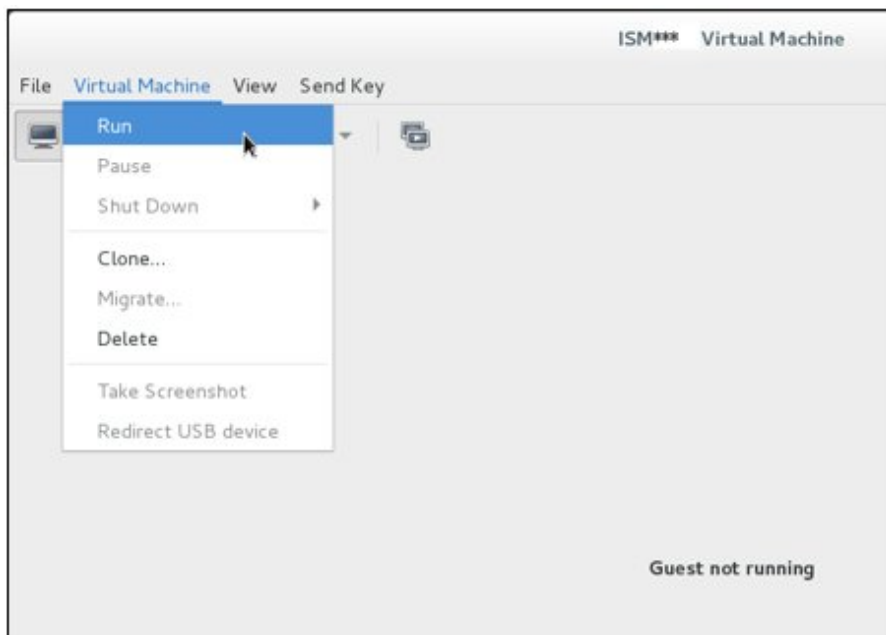 ISM*** Virtual Machine
File Virtual Machine View Send Key
Run
Pause
Shut Down
Clone...
Migrate...
Delete
Take Screenshot
Redirect USB device
Guest not running